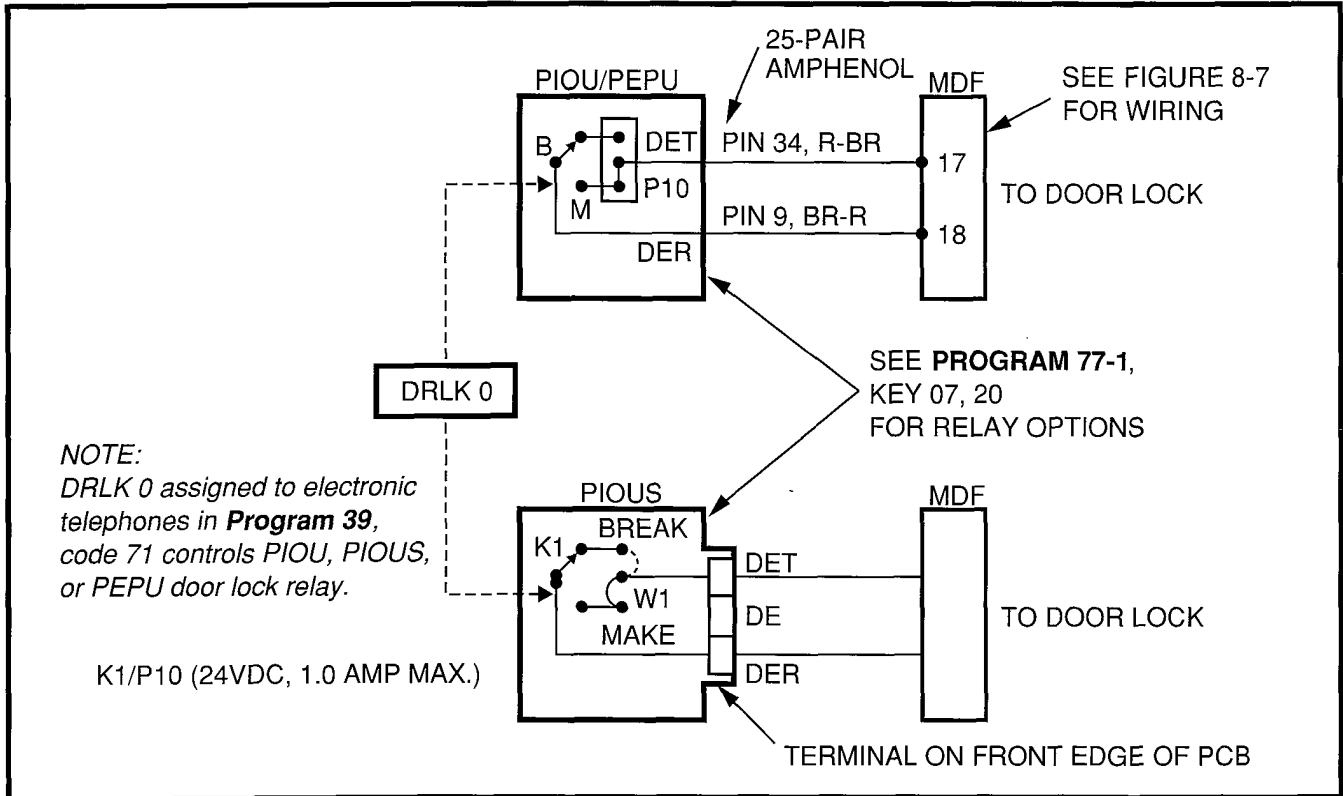 25-PAIR
AMPHENOL
PIOU/PEPU
MDF
SEE FIGURE 8-7
FOR WIRING
B
DET
PIN 34, R-BR
17
M
P10
TO DOOR LOCK
PIN 9, BR-R
18
DER
DRLK 0
SEE PROGRAM 77-1,
KEY 07, 20
FOR RELAY OPTIONS
NOTE:
DRLK 0 assigned to electronic
telephones in Program 39,
code 71 controls PIOU, PIOUS,
or PEPU door lock relay.
PIOUS
MDF
BREAK
K1
DET
W1
DE
TO DOOR LOCK
MAKE
DER
K1/P10 (24VDC, 1.0 AMP MAX.)
TERMINAL ON FRONT EDGE OF PCB